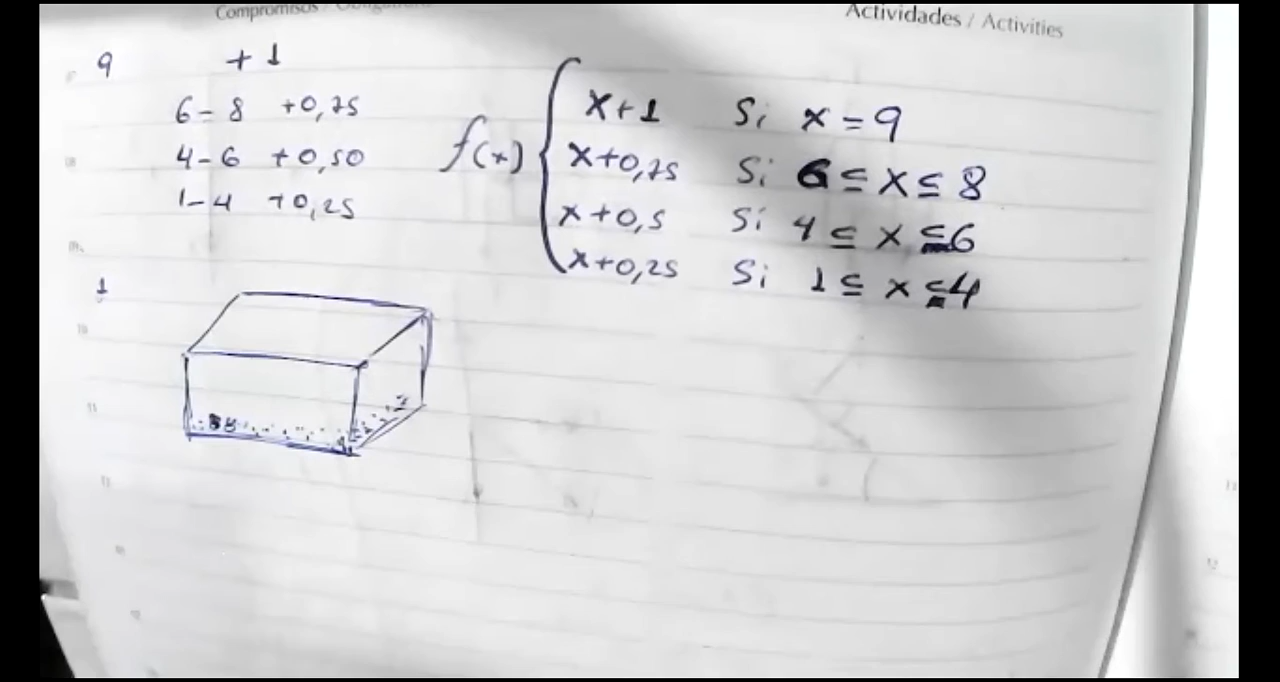 Compromisos /
Actividades / Activities
9 +1
6-8 +0,75
4-6 +0,50
1-4 +0,25
f(x) { x+1 Si x=9
x+0,75 Si 6≤x≤8
x+0,5 Si 4≤x≤6
x+0,25 Si 1≤x≤4
1